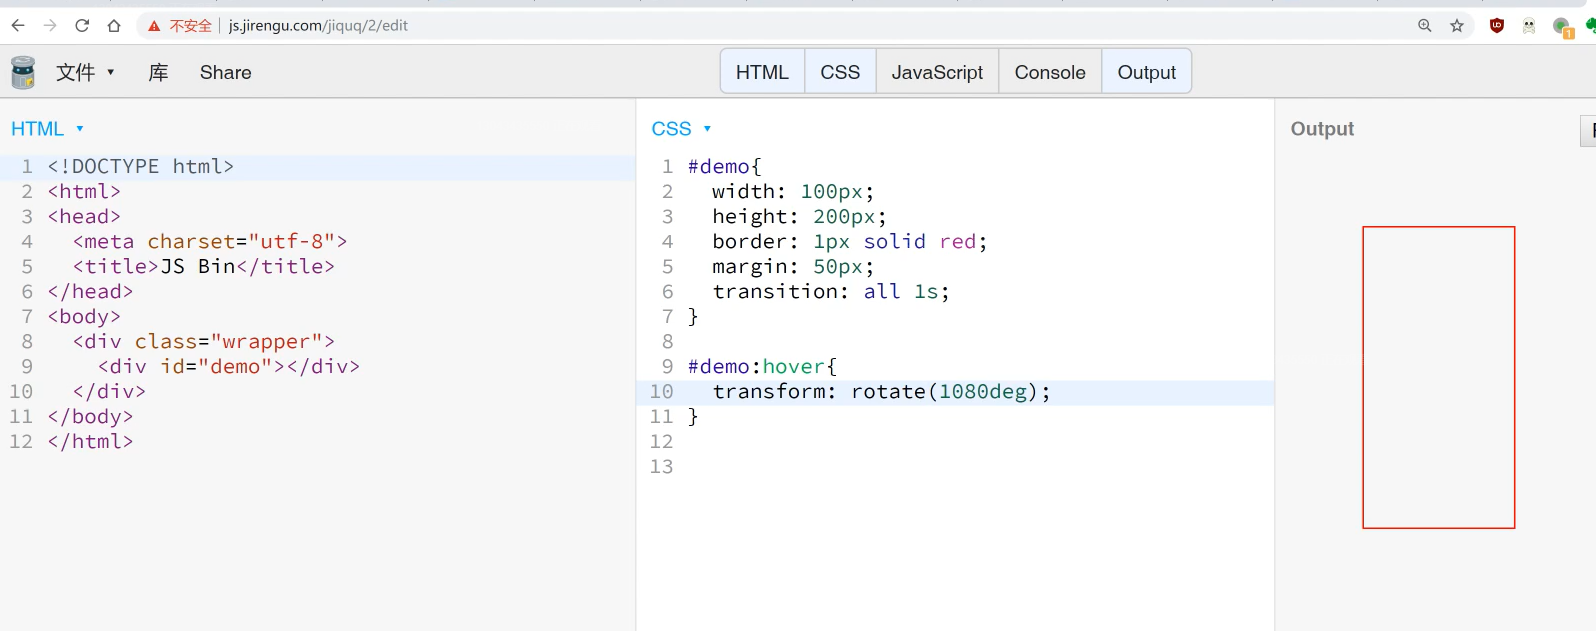 不安全 js.jirengu.com/jiquq/2/edit
1
文件 库 Share HTML CSS JavaScript Console Output
HTML
1 <!DOCTYPE html>
2 <html>
3 <head>
4   <meta charset="utf-8">
5   <title>JS Bin</title>
6 </head>
7 <body>
8   <div class="wrapper">
9     <div id="demo"></div>
10   </div>
11 </body>
12 </html>
CSS
1 #demo{
2   width: 100px;
3   height: 200px;
4   border: 1px solid red;
5   margin: 50px;
6   transition: all 1s;
7 }
8
9 #demo:hover{
10   transform: rotate(1080deg);
11 }
12
13
Output